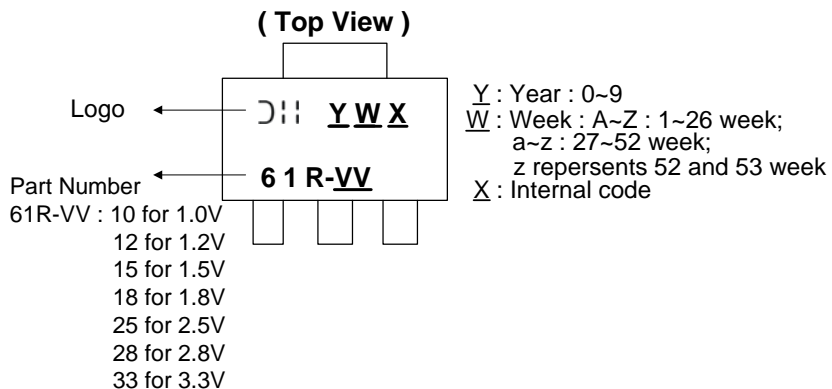 ( Top View )
Logo
Y W X
61R-VV
Y : Year : 0~9
W : Week : A~Z : 1~26 week;
a~z : 27~52 week;
z repersents 52 and 53 week
X : Internal code
Part Number
61R-VV : 10 for 1.0V
12 for 1.2V
15 for 1.5V
18 for 1.8V
25 for 2.5V
28 for 2.8V
33 for 3.3V